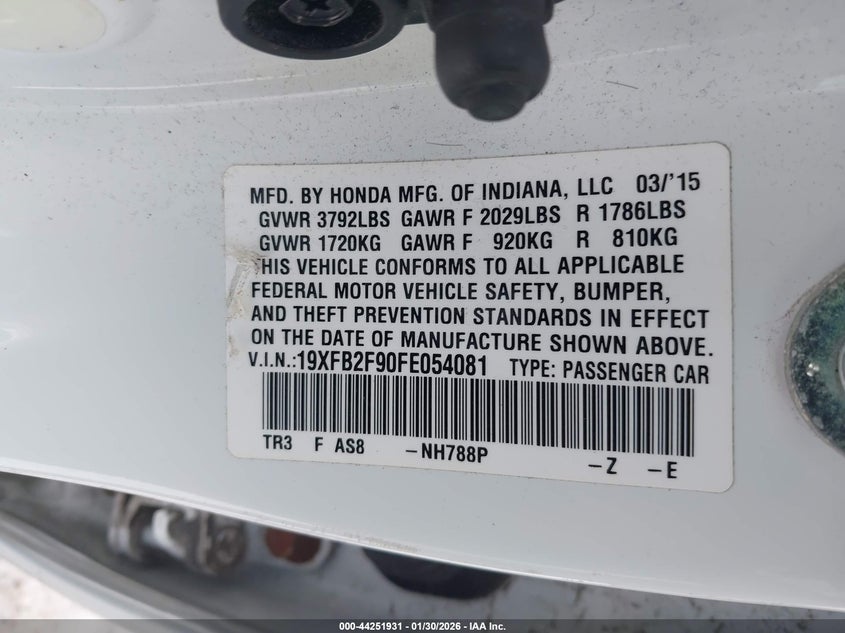 MFD. BY HONDA MFG. OF INDIANA, LLC 03/'15
GVWR 3792LBS GAWR F 2029LBS R 1786LBS
GVWR 1720KG GAWR F 920KG R 810KG
THIS VEHICLE CONFORMS TO ALL APPLICABLE
FEDERAL MOTOR VEHICLE SAFETY, BUMPER,
AND THEFT PREVENTION STANDARDS IN EFFECT
ON THE DATE OF MANUFACTURE SHOWN ABOVE.
V.I.N.:19XFB2F90FE054081 TYPE: PASSENGER CAR
TR3 F AS8 -NH788P -Z -E
000-44251931 - 01/30/2026 - IAA Inc.